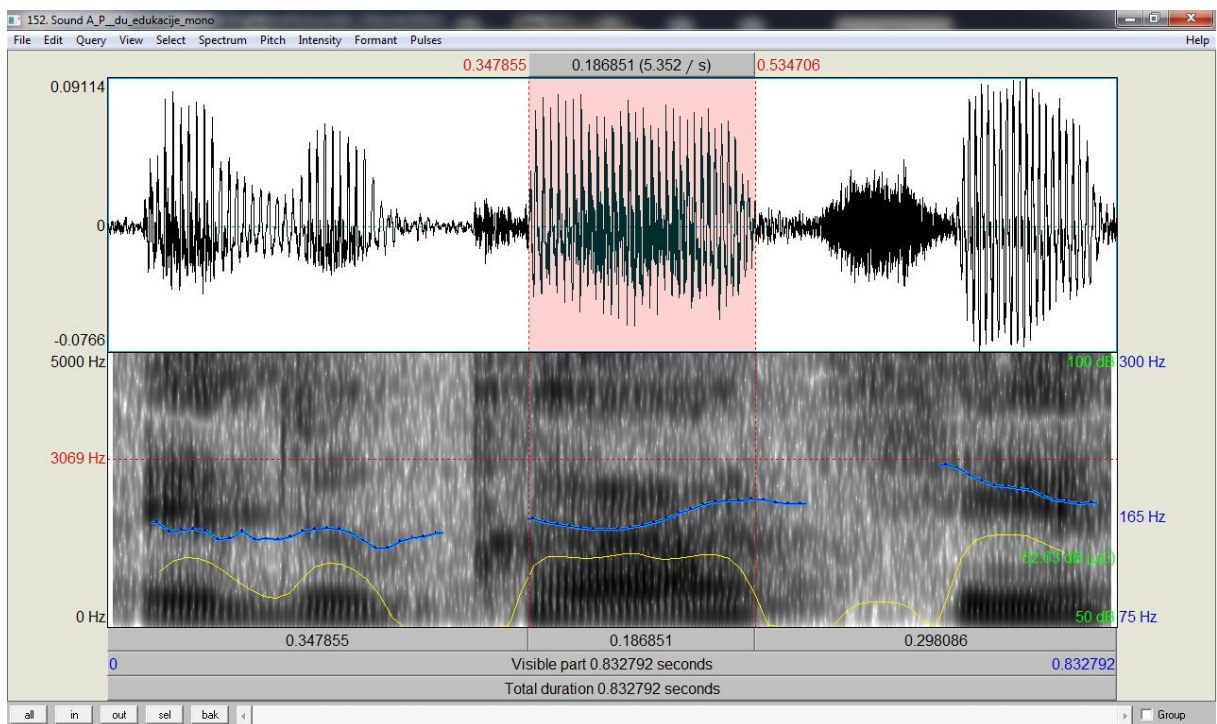 152. Sound A_P__du_edukacije_mono
File Edit Query View Select Spectrum Pitch Intensity Formant Pulses Help
0.347855 0.186851 (5.352 / s) 0.534706
0.09114
0
-0.0766
5000 Hz 100 dB 300 Hz
3069 Hz
165 Hz
62.63 dB (µE)
0 Hz 50 dB 75 Hz
0.347855 0.186851 0.298086
0 Visible part 0.832792 seconds 0.832792
Total duration 0.832792 seconds
all in out sel bak Group